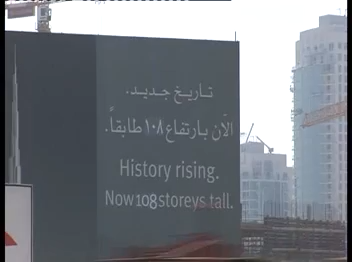 تاريخ جديد.
الآن بارتفاع ١٠٨ طابقاً.
History rising.
Now 108 storeys tall.